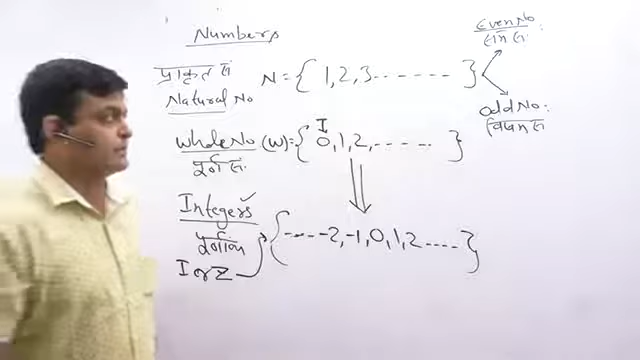 Numbers
Even No:
सम सं:
प्राकृत सं
N = { 1, 2, 3 - - - - - - - }
Natural No
Odd No:
विषम सं
I
Whole No (W) = { 0, 1, 2, - - - - - - }
पूर्ण सं
Integers ✓
{ - - - - -2, -1, 0, 1, 2 - - - - }
पूर्णांक
I or Z